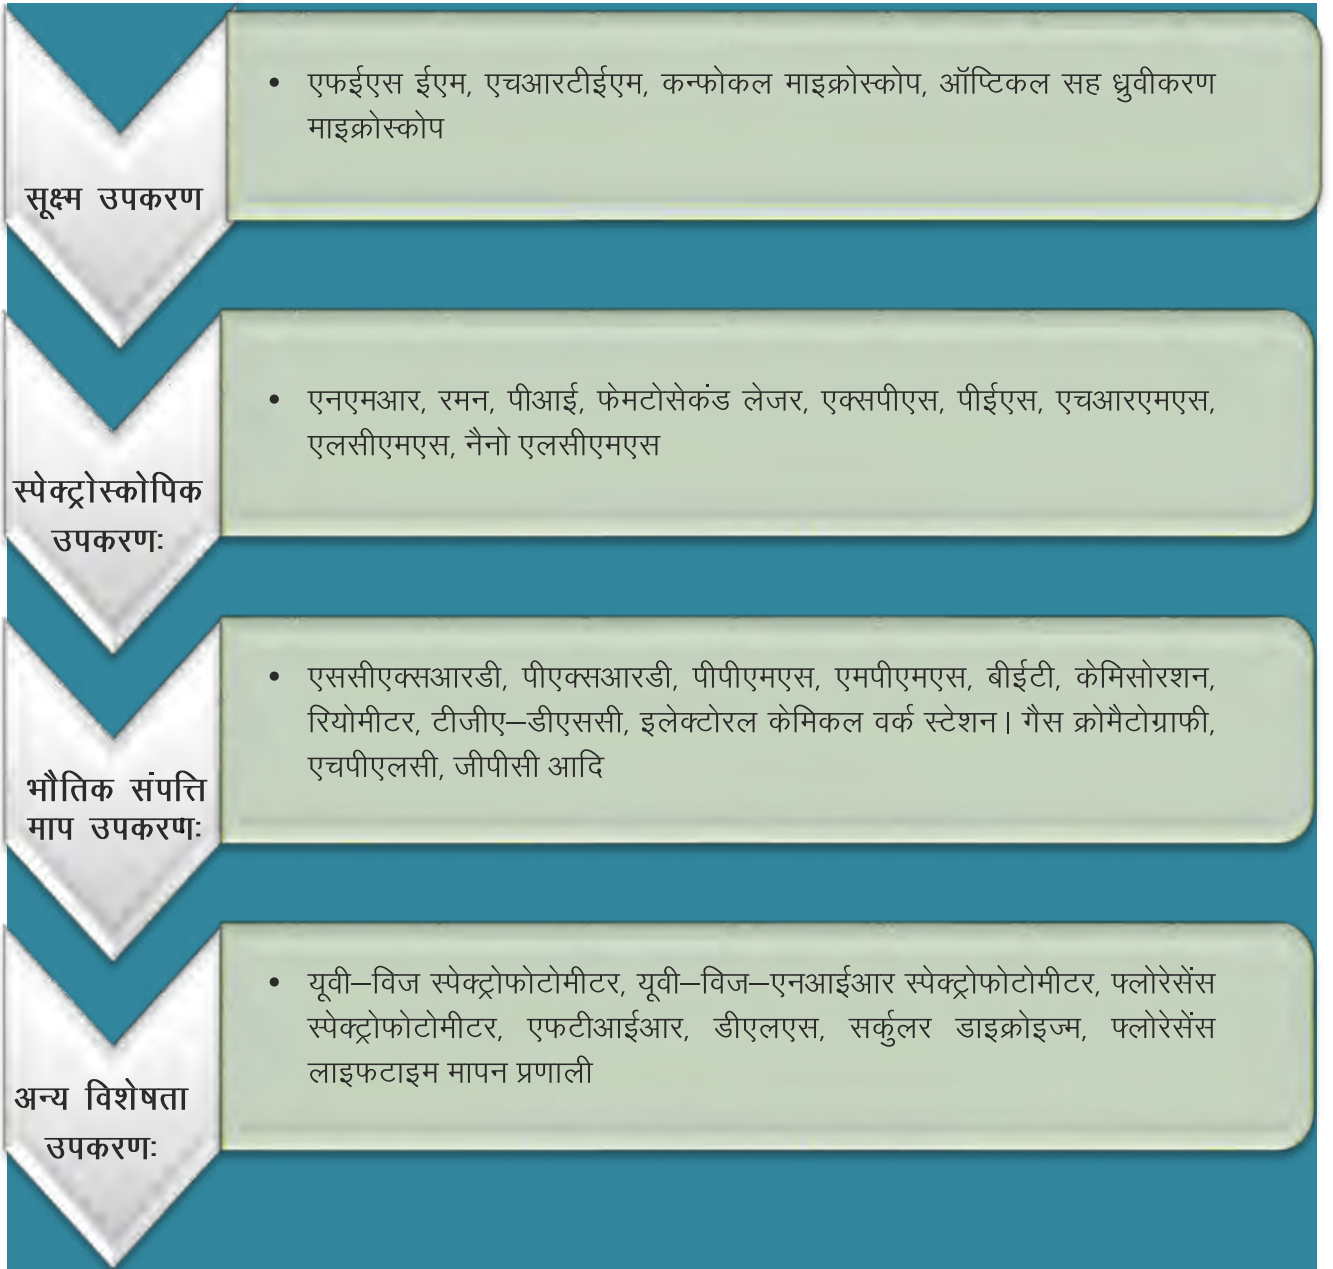 सूक्ष्म उपकरण
• एफईएस ईएम, एचआरटीईएम, कन्फोकल माइक्रोस्कोप, ऑप्टिकल सह ध्रुवीकरण
माइक्रोस्कोप
स्पेक्ट्रोस्कोपिक
उपकरण:
• एनएमआर, रमन, पीआई, फेमटोसेकंड लेजर, एक्सपीएस, पीईएस, एचआरएमएस,
एलसीएमएस, नैनो एलसीएमएस
भौतिक संपत्ति
माप उपकरण:
• एससीएक्सआरडी, पीएक्सआरडी, पीपीएमएस, एमपीएमएस, बीईटी, केमिसोरशन,
रियोमीटर, टीजीए–डीएससी, इलेक्टोरल केमिकल वर्क स्टेशन। गैस क्रोमैटोग्राफी,
एचपीएलसी, जीपीसी आदि
अन्य विशेषता
उपकरण:
• यूवी–विज स्पेक्ट्रोफोटोमीटर, यूवी–विज–एनआईआर स्पेक्ट्रोफोटोमीटर, फ्लोरेसेंस
स्पेक्ट्रोफोटोमीटर, एफटीआईआर, डीएलएस, सर्कुलर डाइक्रोइज्म, फ्लोरेसेंस
लाइफटाइम मापन प्रणाली